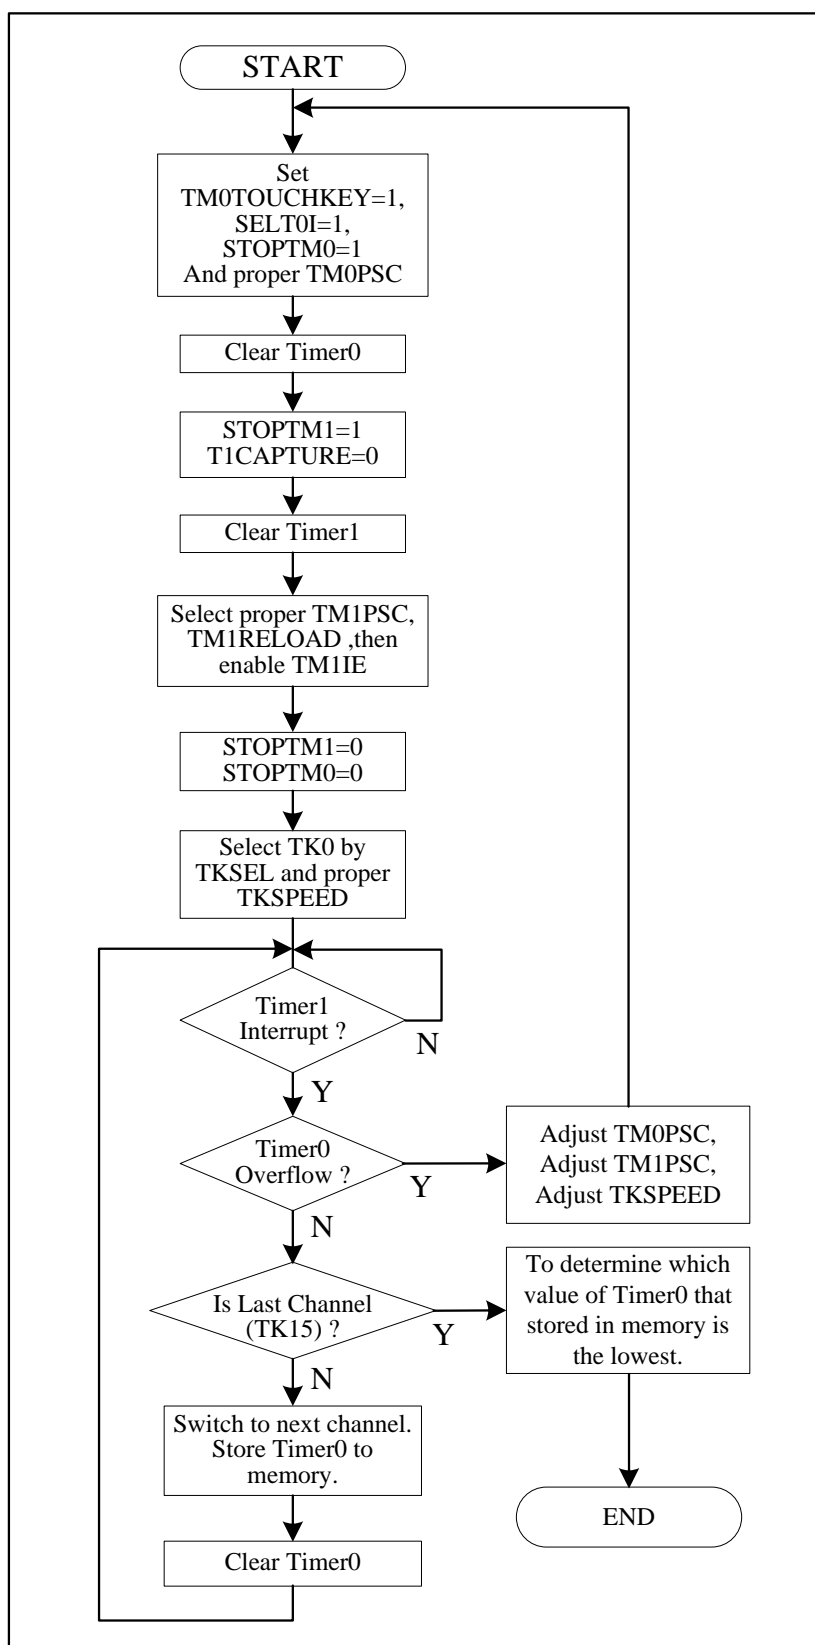 START
Set
TM0TOUCHKEY=1,
SELT0I=1,
STOPTM0=1
And proper TM0PSC
Clear Timer0
STOPTM1=1
T1CAPTURE=0
Clear Timer1
Select proper TM1PSC,
TM1RELOAD ,then
enable TM1IE
STOPTM1=0
STOPTM0=0
Select TK0 by
TKSEL and proper
TKSPEED
Timer1
Interrupt ?
N
Y
Timer0
Overflow ?
Y
Adjust TM0PSC,
Adjust TM1PSC,
Adjust TKSPEED
N
Is Last Channel
(TK15) ?
Y
To determine which
value of Timer0 that
stored in memory is
the lowest.
N
Switch to next channel.
Store Timer0 to
memory.
END
Clear Timer0